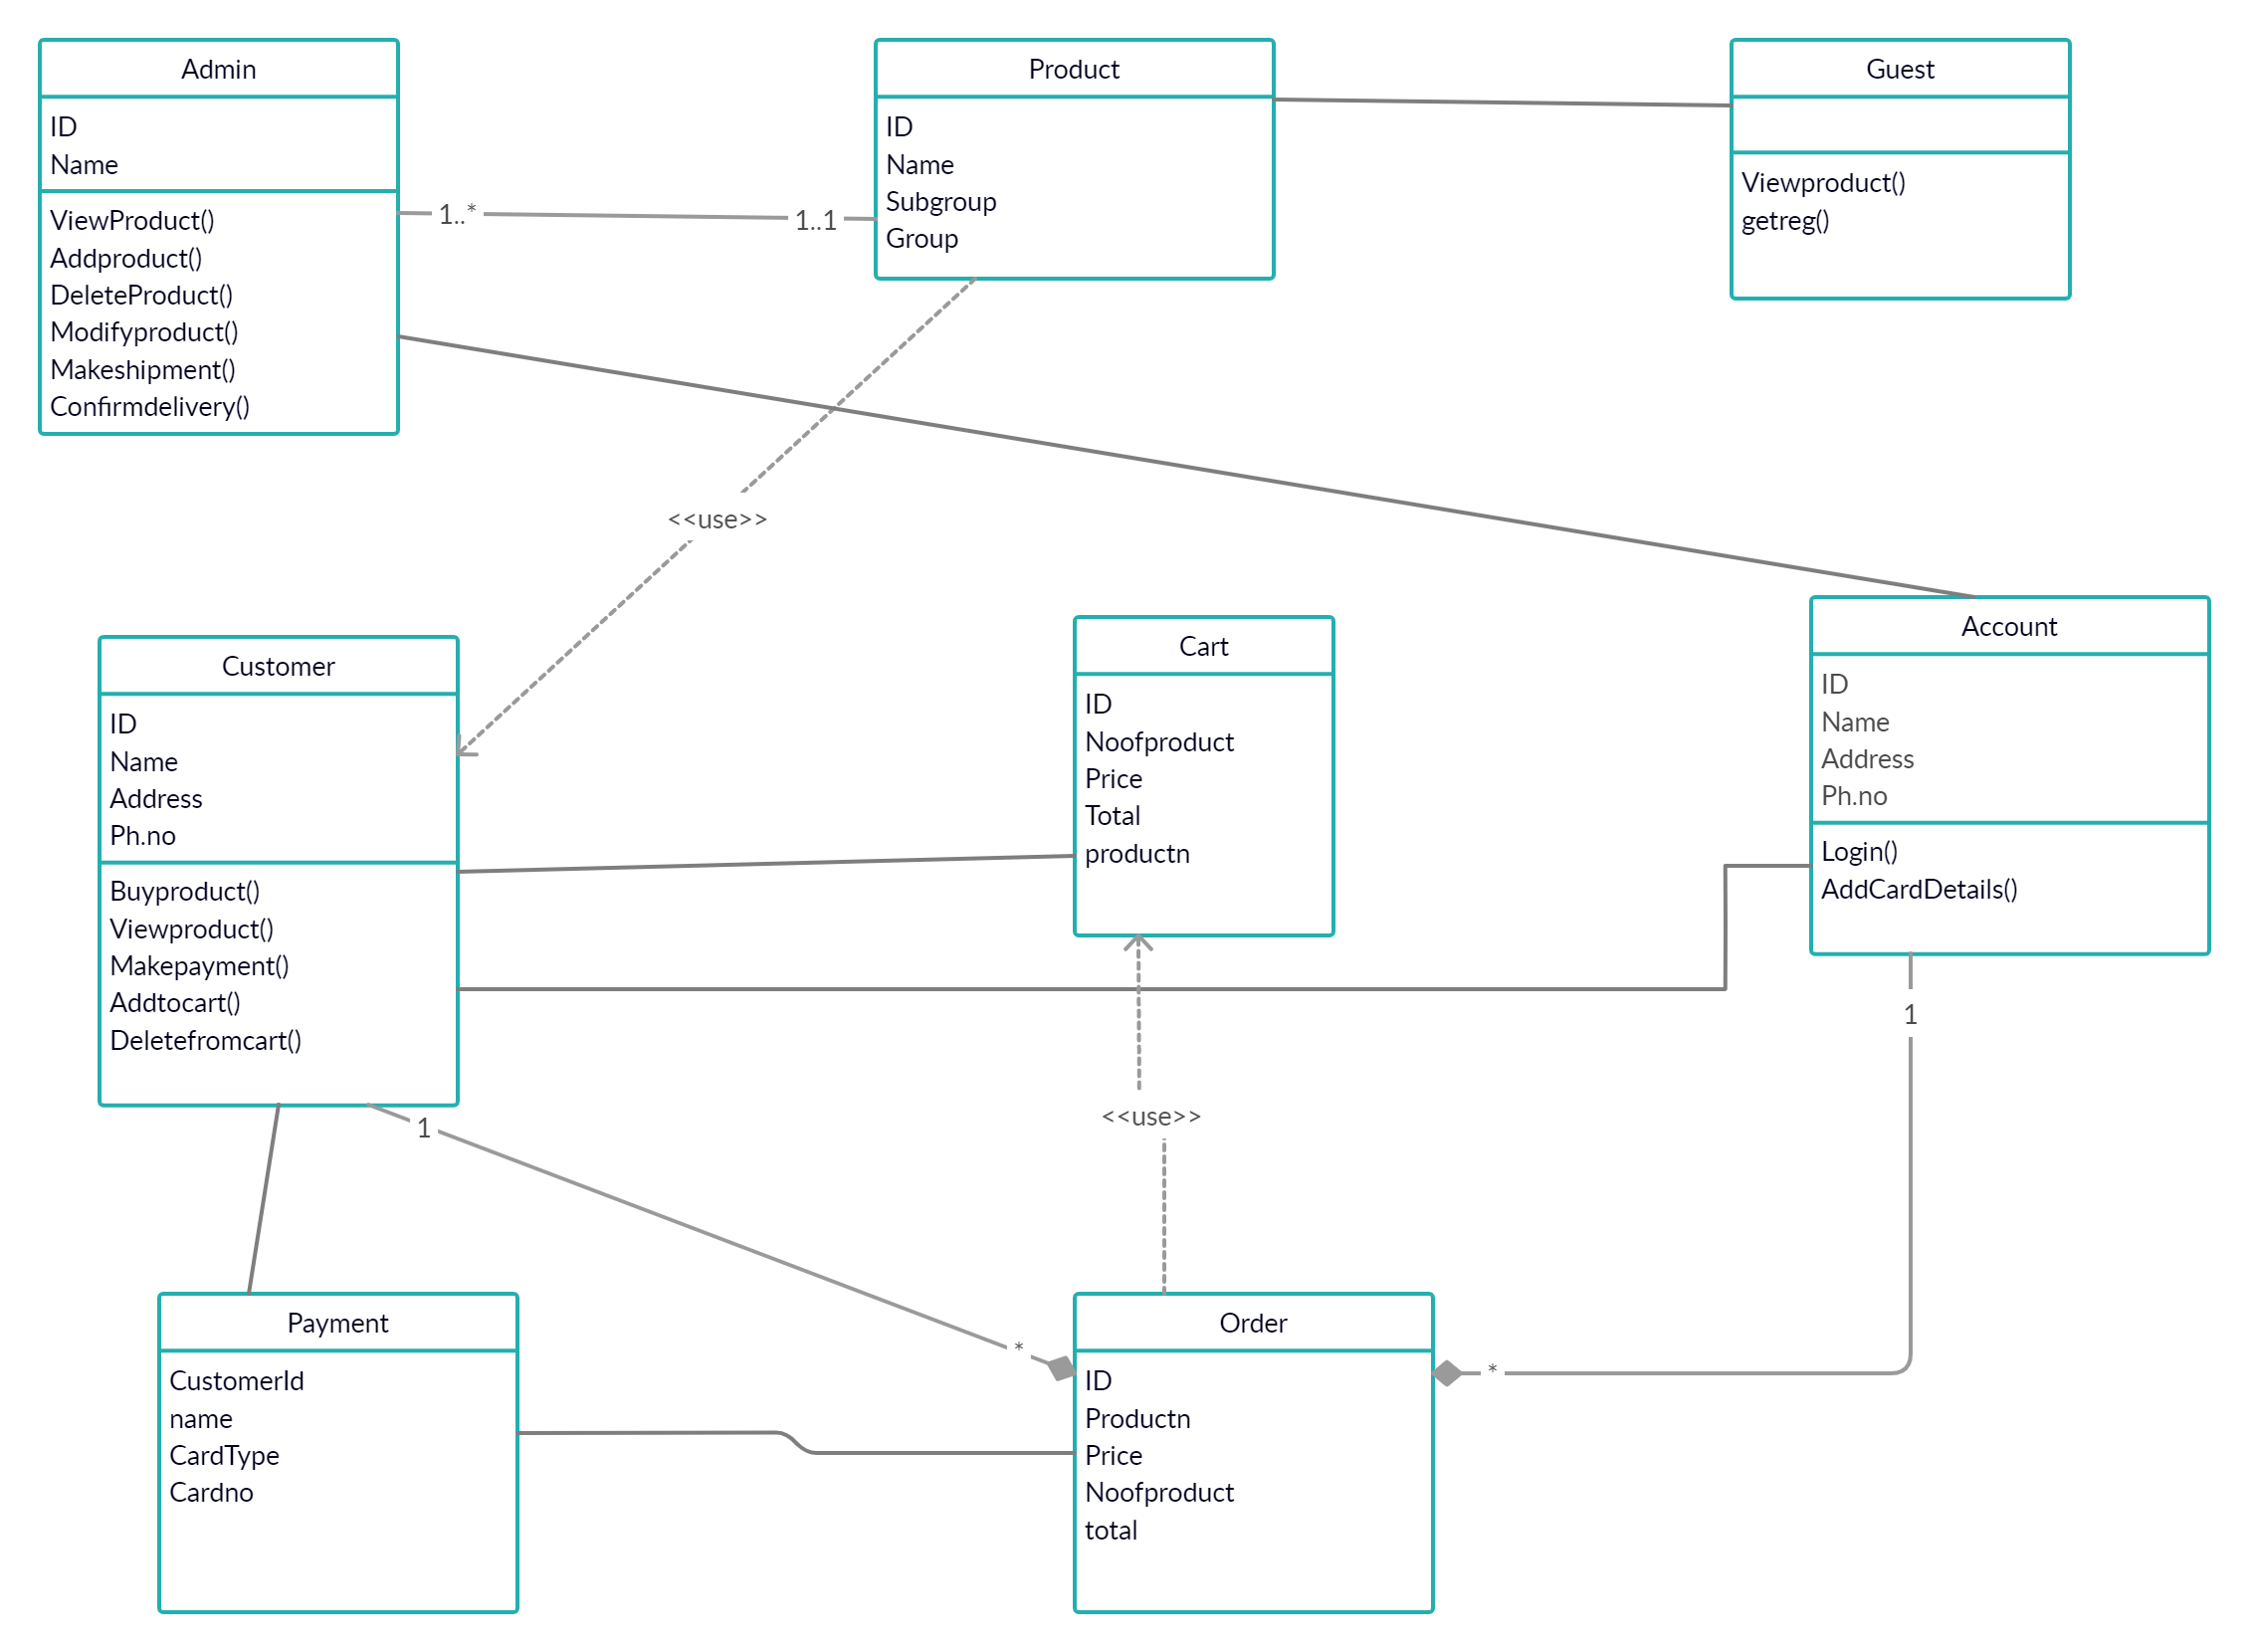 Admin
ID
Name
ViewProduct()
Addproduct()
DeleteProduct()
Modifyproduct()
Makeshipment()
Confirmdelivery()
1..*
1..1
Product
ID
Name
Subgroup
Group
Guest
Viewproduct()
getreg()
<<use>>
Customer
ID
Name
Address
Ph.no
Buyproduct()
Viewproduct()
Makepayment()
Addtocart()
Deletefromcart()
Cart
ID
Noofproduct
Price
Total
productn
Account
ID
Name
Address
Ph.no
Login()
AddCardDetails()
1
<<use>>
1
*
*
Payment
CustomerId
name
CardType
Cardno
Order
ID
Productn
Price
Noofproduct
total